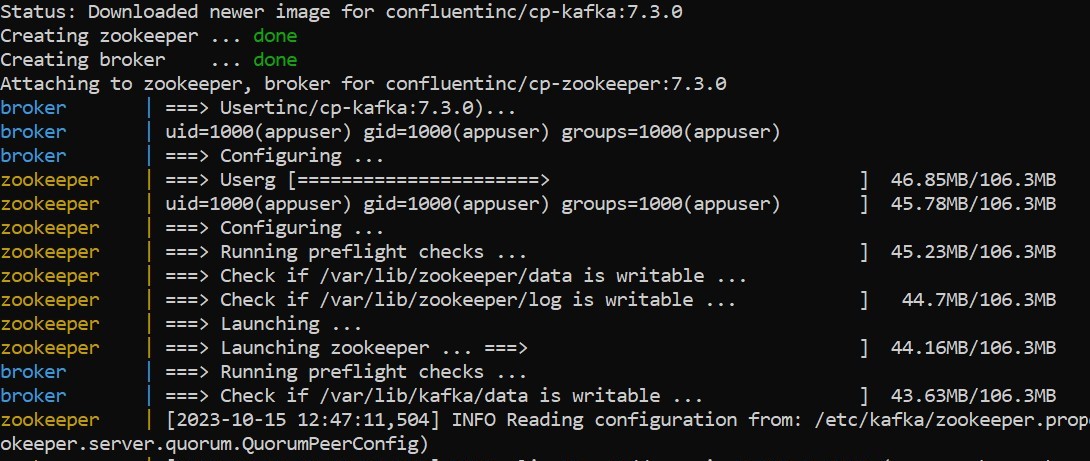 Status: Downloaded newer image for confluentinc/cp-kafka:7.3.0
Creating zookeeper ... done
Creating broker    ... done
Attaching to zookeeper, broker for confluentinc/cp-zookeeper:7.3.0
broker       | ===> Usertinc/cp-kafka:7.3.0)...
broker       | uid=1000(appuser) gid=1000(appuser) groups=1000(appuser)
broker       | ===> Configuring ...
zookeeper    | ===> Userg [======================>                            ]  46.85MB/106.3MB
zookeeper    | uid=1000(appuser) gid=1000(appuser) groups=1000(appuser)       ]  45.78MB/106.3MB
zookeeper    | ===> Configuring ...
zookeeper    | ===> Running preflight checks ...                              ]  45.23MB/106.3MB
zookeeper    | ===> Check if /var/lib/zookeeper/data is writable ...
zookeeper    | ===> Check if /var/lib/zookeeper/log is writable ...           ]   44.7MB/106.3MB
zookeeper    | ===> Launching ...
zookeeper    | ===> Launching zookeeper ... ===>                              ]  44.16MB/106.3MB
broker       | ===> Running preflight checks ...
broker       | ===> Check if /var/lib/kafka/data is writable ...              ]  43.63MB/106.3MB
zookeeper    | [2023-10-15 12:47:11,504] INFO Reading configuration from: /etc/kafka/zookeeper.prope
okeeper.server.quorum.QuorumPeerConfig)